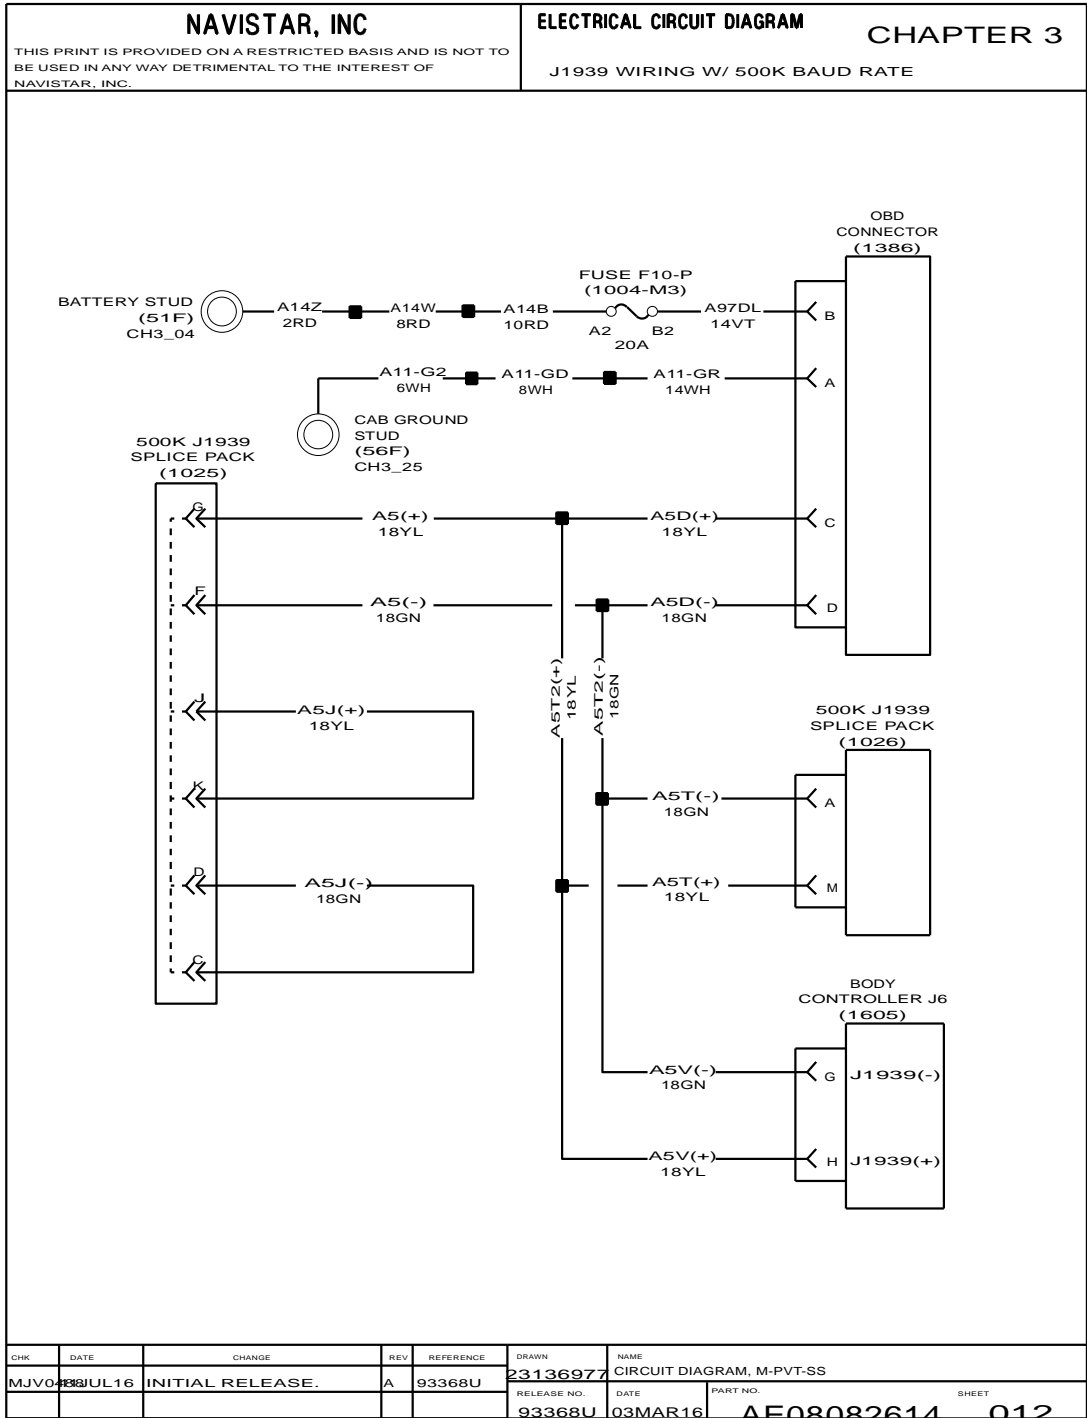 NAVISTAR, INC
THIS PRINT IS PROVIDED ON A RESTRICTED BASIS AND IS NOT TO
BE USED IN ANY WAY DETRIMENTAL TO THE INTEREST OF
NAVISTAR, INC.
ELECTRICAL CIRCUIT DIAGRAM
CHAPTER 3
J1939 WIRING W/ 500K BAUD RATE
OBD
CONNECTOR
(1386)
FUSE F10-P
(1004-M3)
BATTERY STUD
(51F)
CH3_04
A14Z
2RD
A14W
8RD
A14B
10RD
A2
B2
20A
A97DL
14VT
B
A11-G2
6WH
A11-GD
8WH
A11-GR
14WH
A
CAB GROUND
STUD
(56F)
CH3_25
500K J1939
SPLICE PACK
(1025)
G
A5(+)
18YL
A5D(+)
18YL
C
F
A5(-)
18GN
A5D(-)
18GN
D
A5T2(+)
18YL
A5T2(-)
18GN
J
A5J(+)
18YL
500K J1939
SPLICE PACK
(1026)
K
A5T(-)
18GN
A
D
A5J(-)
18GN
A5T(+)
18YL
M
C
BODY
CONTROLLER J6
(1605)
A5V(-)
18GN
G
J1939(-)
A5V(+)
18YL
H
J1939(+)
CHK
DATE
CHANGE
REV
REFERENCE
DRAWN
NAME
INITIAL RELEASE.
A
93368U
23136977
CIRCUIT DIAGRAM, M-PVT-SS
RELEASE NO.
DATE
PART NO.
SHEET
93368U
03MAR16
AE08082614
012